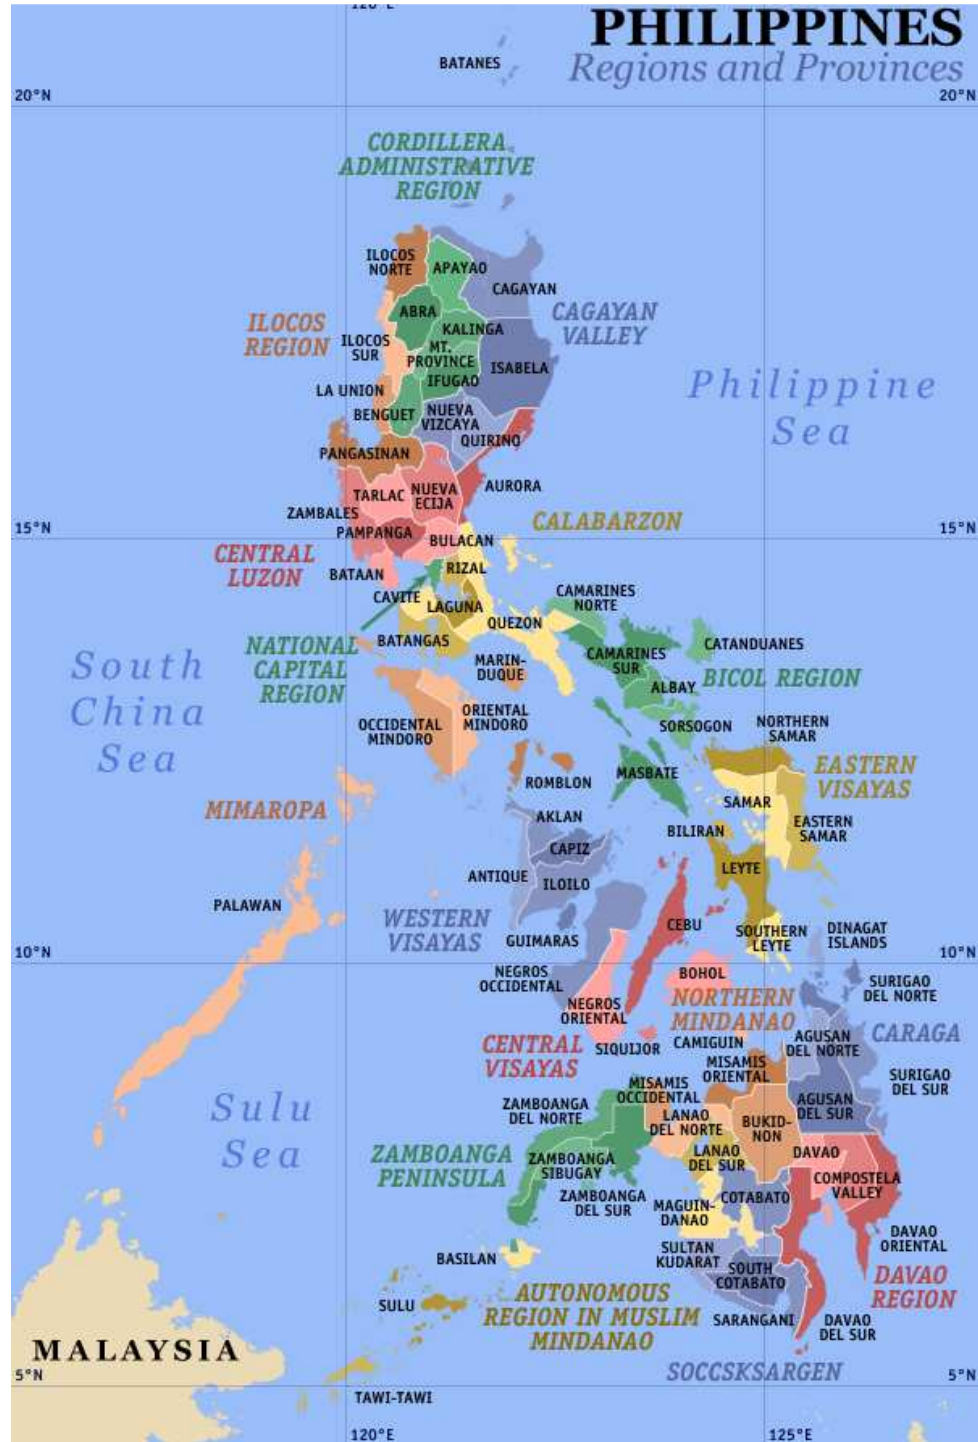 120°E
PHILIPPINES
Regions and Provinces
BATANES
20°N
20°N
CORDILLERA
ADMINISTRATIVE
REGION
ILOCOS
NORTE
APAYAO
CAGAYAN
ABRA
CAGAYAN
VALLEY
ILOCOS
REGION
KALINGA
ILOCOS
SUR
MT.
PROVINCE
ISABELA
IFUGAO
LA UNION
Philippine
Sea
BENGUET
NUEVA
VIZCAYA
QUIRINO
PANGASINAN
TARLAC
NUEVA
ECIJA
AURORA
ZAMBALES
PAMPANGA
BULACAN
CALABARZON
15°N
15°N
CENTRAL
LUZON
BATAAN
RIZAL
CAVITE
LAGUNA
CAMARINES
NORTE
QUEZON
BATANGAS
NATIONAL
CAPITAL
REGION
CAMARINES
SUR
CATANDUANES
South
China
Sea
MARIN-
DUQUE
ALBAY
BICOL REGION
OCCIDENTAL
MINDORO
ORIENTAL
MINDORO
SORSOGON
NORTHERN
SAMAR
ROMBLON
MASBATE
EASTERN
VISAYAS
MIMAROPA
SAMAR
AKLAN
BILIRAN
EASTERN
SAMAR
CAPIZ
ANTIQUE
ILOILO
LEYTE
PALAWAN
WESTERN
VISAYAS
CEBU
GUIMARAS
SOUTHERN
LEYTE
DINAGAT
ISLANDS
10°N
10°N
NEGROS
OCCIDENTAL
BOHOL
SURIGAO
DEL NORTE
NEGROS
ORIENTAL
NORTHERN
MINDANAO
CARAGA
CENTRAL
VISAYAS
SIQUIJOR
CAMIGUIN
AGUSAN
DEL NORTE
MISAMIS
ORIENTAL
SURIGAO
DEL SUR
MISAMIS
OCCIDENTAL
AGUSAN
DEL SUR
Sulu
Sea
ZAMBOANGA
DEL NORTE
LANAO
DEL NORTE
BUKID-
NON
ZAMBOANGA
PENINSULA
ZAMBOANGA
SIBUGAY
LANAO
DEL SUR
DAVAO
COMPOSTELA
VALLEY
ZAMBOANGA
DEL SUR
MAGUIN-
DANAO
COTABATO
DAVAO
ORIENTAL
BASILAN
SULTAN
KUDARAT
SOUTH
COTABATO
DAVAO
REGION
SULU
AUTONOMOUS
REGION IN MUSLIM
MINDANAO
SARANGANI
DAVAO
DEL SUR
MALAYSIA
SOCCSKSARGEN
5°N
5°N
TAWI-TAWI
120°E
125°E